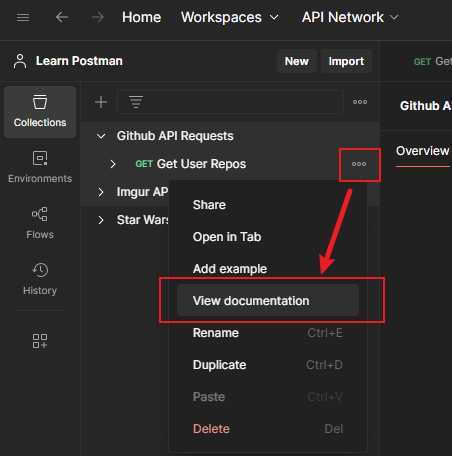 Home Workspaces API Network
Learn Postman New Import
GET Get
Github A
Collections
Github API Requests
Overview
GET Get User Repos
Environments
Imgur AP
Share
Star Wars
Flows
Open in Tab
Add example
History
View documentation
Rename Ctrl+E
Duplicate Ctrl+D
Paste Ctrl+V
Delete Del